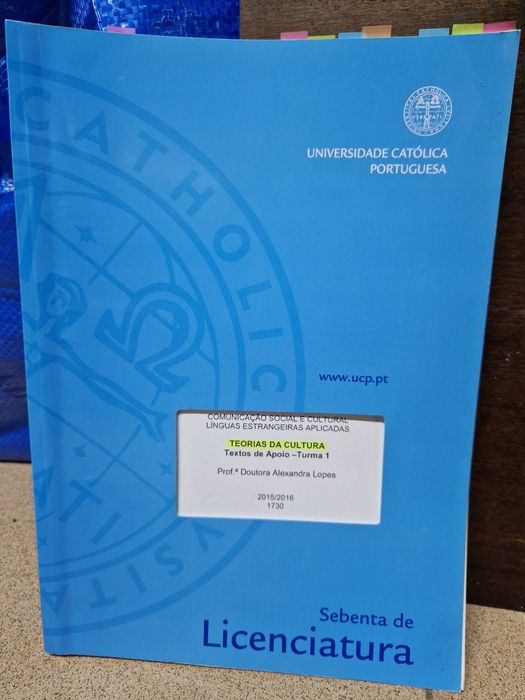 UNIVERSIDADE CATÓLICA
PORTUGUESA
www.ucp.pt
COMUNICAÇÃO SOCIAL E CULTURAL
LÍNGUAS ESTRANGEIRAS APLICADAS
TEORIAS DA CULTURA
Textos de Apoio –Turma 1
Prof.ª Doutora Alexandra Lopes
2015/2016
1730
Sebenta de
Licenciatura